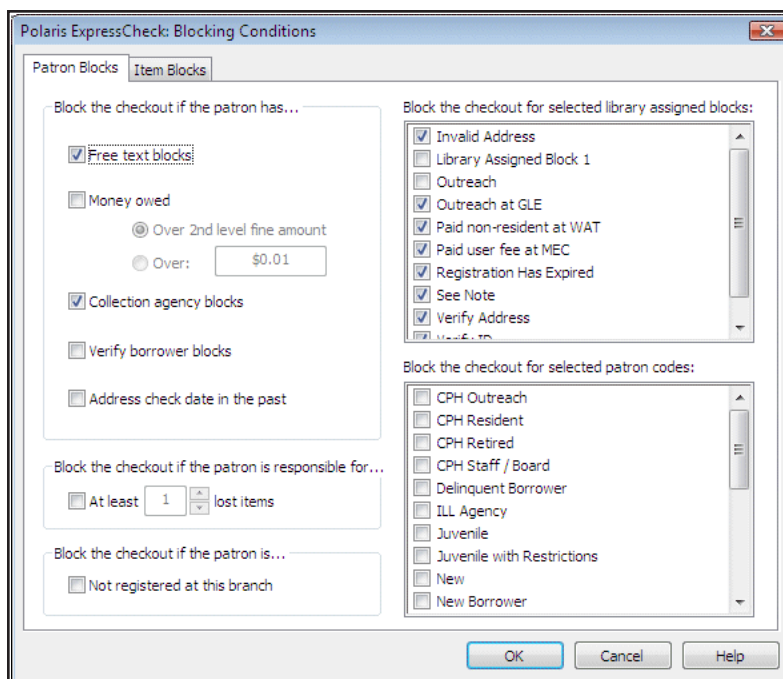 Polaris ExpressCheck: Blocking Conditions
Patron Blocks
Item Blocks
Block the checkout if the patron has...
Free text blocks
Money owed
Over 2nd level fine amount
Over:
$0.01
Collection agency blocks
Verify borrower blocks
Address check date in the past
Block the checkout if the patron is responsible for...
At least 1 lost items
Block the checkout if the patron is...
Not registered at this branch
Block the checkout for selected library assigned blocks:
Invalid Address
Library Assigned Block 1
Outreach
Outreach at GLE
Paid non-resident at WAT
Paid user fee at MEC
Registration Has Expired
See Note
Verify Address
Verify ID
Block the checkout for selected patron codes:
CPH Outreach
CPH Resident
CPH Retired
CPH Staff / Board
Delinquent Borrower
ILL Agency
Juvenile
Juvenile with Restrictions
New
New Borrower
OK
Cancel
Help